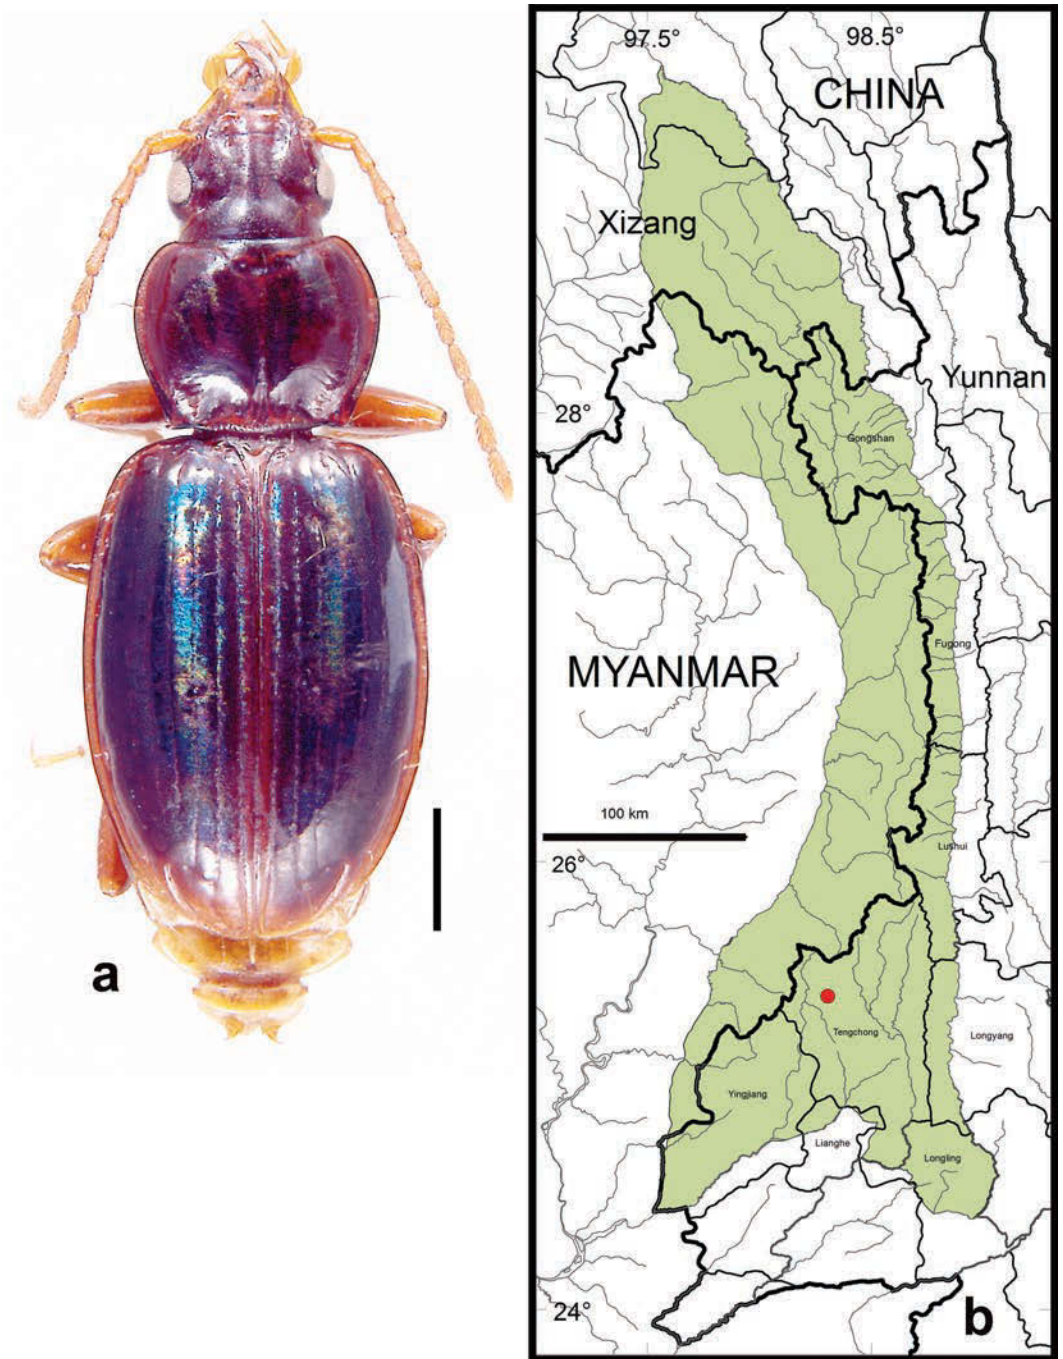 a
97.5°
98.5°
CHINA
Xizang
Yunnan
28°
Gongshan
Fugong
MYANMAR
100 km
Lushui
26°
Tengchong
Longyang
Yingjiang
Lianghe
Longling
24°
b